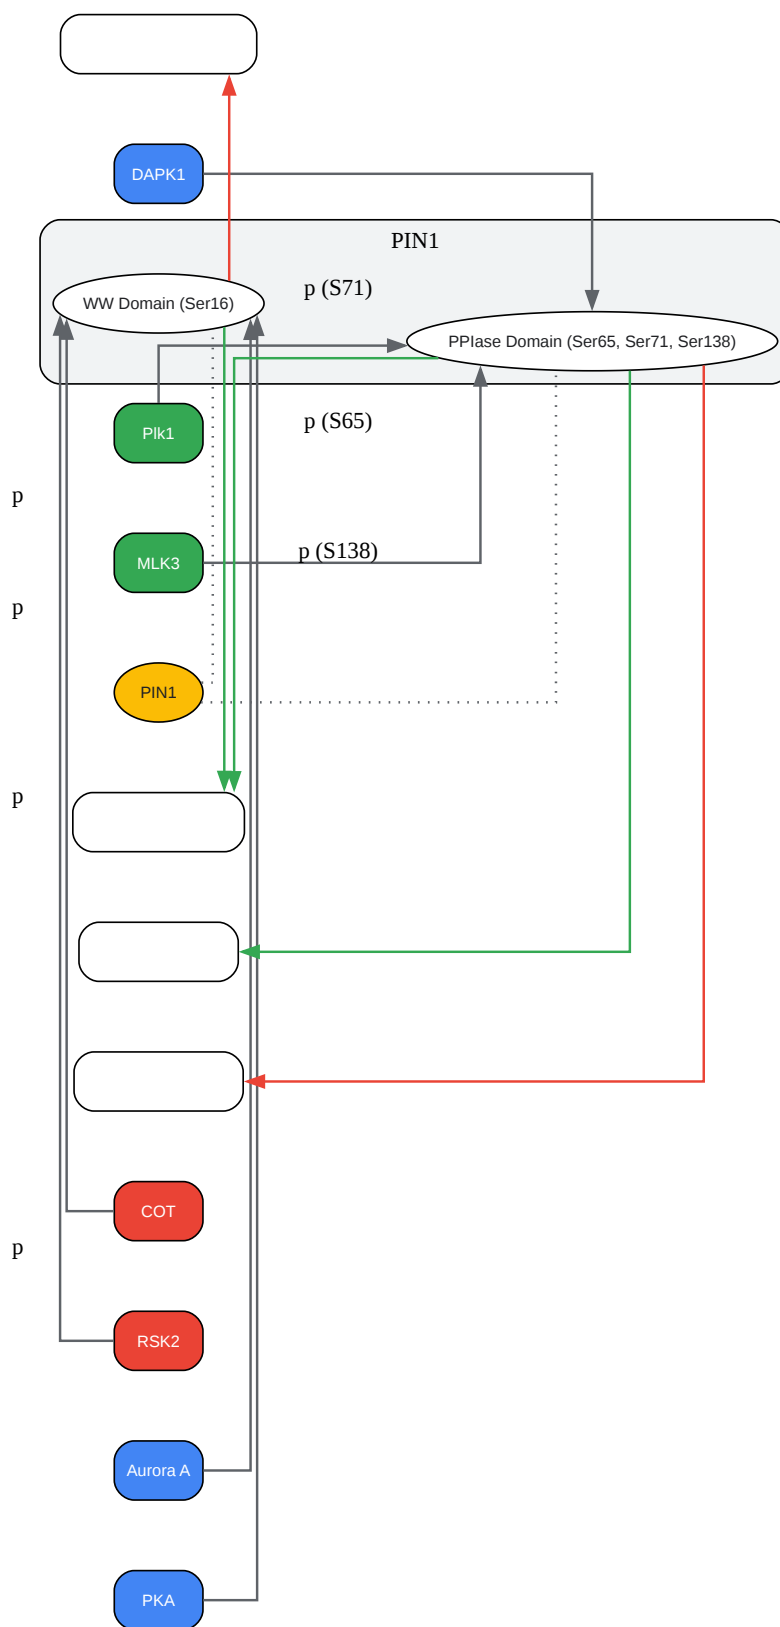 DAPK1
PIN1
p (S71)
WW Domain (Ser16)
PPIase Domain (Ser65, Ser71, Ser138)
p (S65)
Plk1
p
p (S138)
MLK3
p
PIN1
p
COT
p
RSK2
Aurora A
PKA